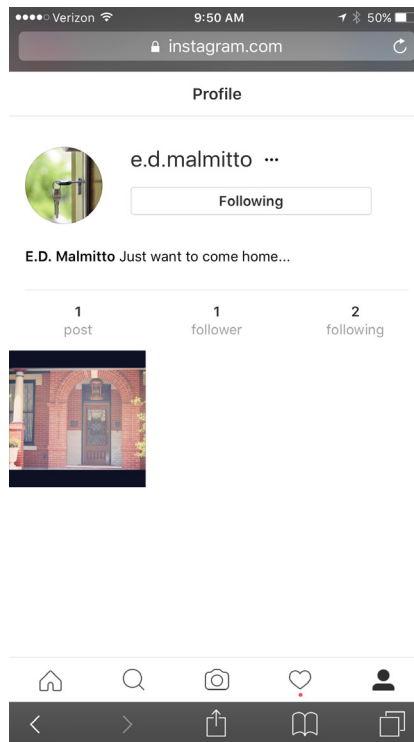 Verizon 9:50 AM 50%
instagram.com
Profile
e.d.malmitto ...
Following
E.D. Malmitto Just want to come home...
1 1 2
post follower following